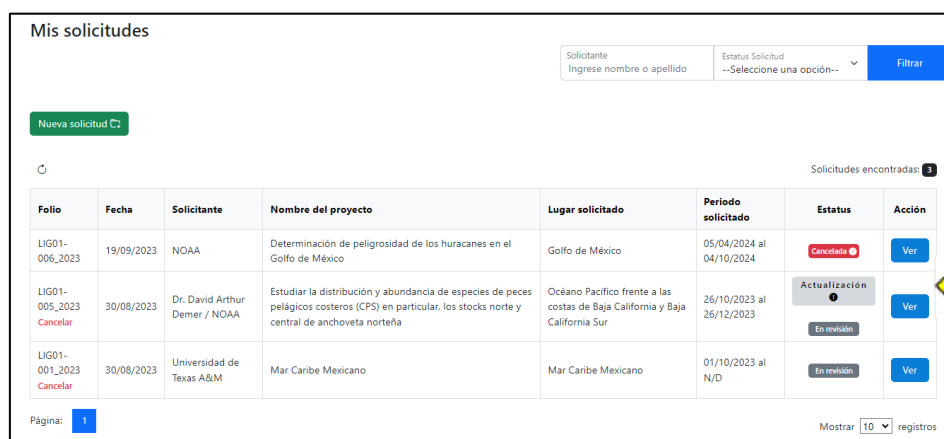 Mis solicitudes
Solicitante
Ingrese nombre o apellido
Estatus Solicitud
--Seleccione una opción--
Filtrar
Nueva solicitud
Solicitudes encontradas: 3
Folio Fecha Solicitante Nombre del proyecto Lugar solicitado Periodo solicitado Estatus Acción
LIG01-
006_2023
19/09/2023
NOAA
Determinación de peligrosidad de los huracanes en el
Golfo de México
Golfo de México
05/04/2024 al
04/10/2024
Cancelada
Ver
LIG01-
005_2023
Cancelar
30/08/2023
Dr. David Arthur
Demer / NOAA
Estudiar la distribución y abundancia de especies de peces
pelágicos costeros (CPS) en particular, los stocks norte y
central de anchoveta norteña
Océano Pacífico frente a las
costas de Baja California y Baja
California Sur
26/10/2023 al
26/12/2023
Actualización
En revisión
Ver
LIG01-
001_2023
Cancelar
30/08/2023
Universidad de
Texas A&M
Mar Caribe Mexicano
Mar Caribe Mexicano
01/10/2023 al
N/D
En revisión
Ver
Página: 1
Mostrar 10 registros